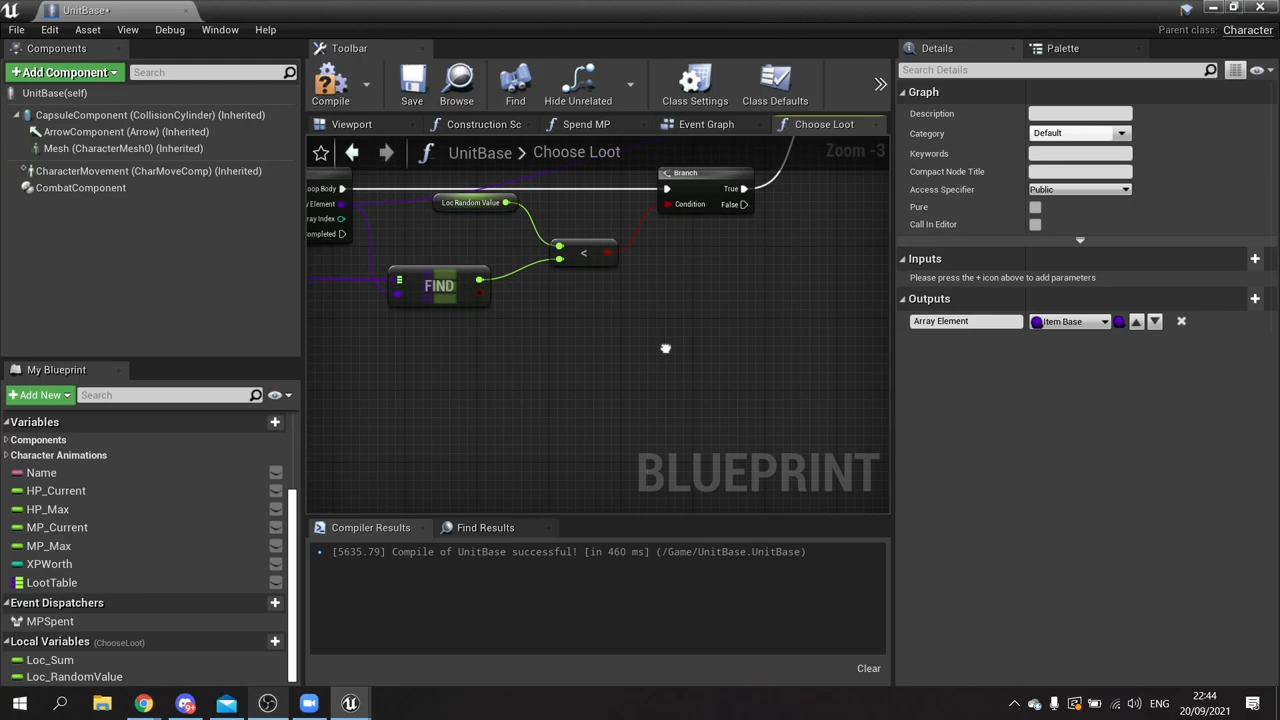 UnitBase*
File Edit Asset View Debug Window Help
Parent class: Character
Components
Add Component
Search
UnitBase(self)
CapsuleComponent (CollisionCylinder) (Inherited)
ArrowComponent (Arrow) (Inherited)
Mesh (CharacterMesh0) (Inherited)
CharacterMovement (CharMoveComp) (Inherited)
CombatComponent
My Blueprint
Add New
Search
Variables
Components
Character Animations
Name
HP_Current
HP_Max
MP_Current
MP_Max
XPWorth
LootTable
Event Dispatchers
MPSpent
Local Variables (ChooseLoot)
Loc_Sum
Loc_RandomValue
Toolbar
Compile Save Browse Find Hide Unrelated Class Settings Class Defaults
Viewport Construction Sc Spend MP Event Graph Choose Loot
UnitBase > Choose Loot
Zoom -3
oop Body
y Element
ray Index
Completed
Loc Random Value
FIND
<
Branch
True
Condition False
BLUEPRINT
Compiler Results Find Results
[5635.79] Compile of UnitBase successful! [in 460 ms] (/Game/UnitBase.UnitBase)
Clear
Details Palette
Search Details
Graph
Description
Category Default
Keywords
Compact Node Title
Access Specifier Public
Pure
Call In Editor
Inputs
Please press the + icon above to add parameters
Outputs
Array Element Item Base
ENG
22:44
20/09/2021